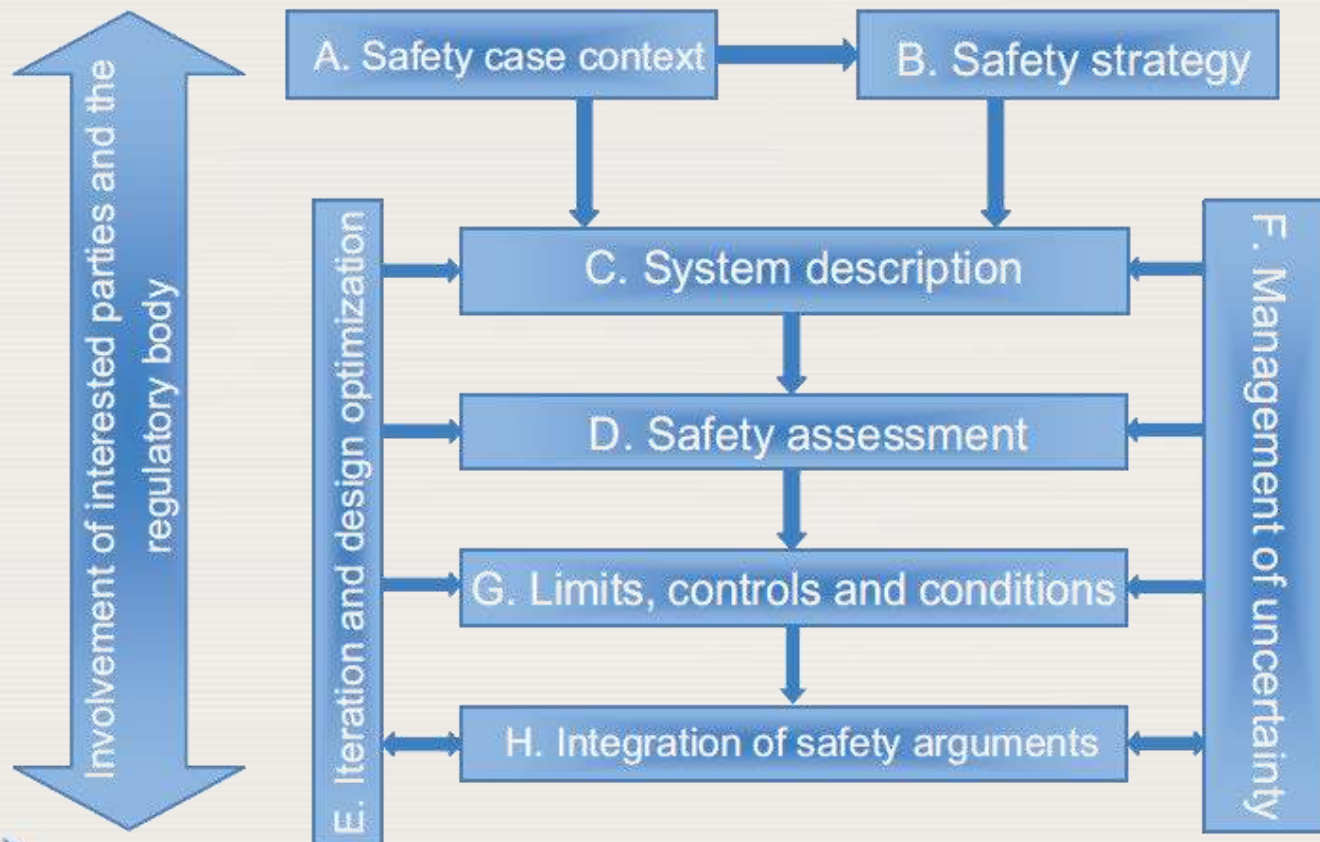 Involvement of interested parties and the
regulatory body
A. Safety case context
B. Safety strategy
E. Iteration and design optimization
C. System description
D. Safety assessment
G. Limits, controls and conditions
H. Integration of safety arguments
F. Management of uncertainty